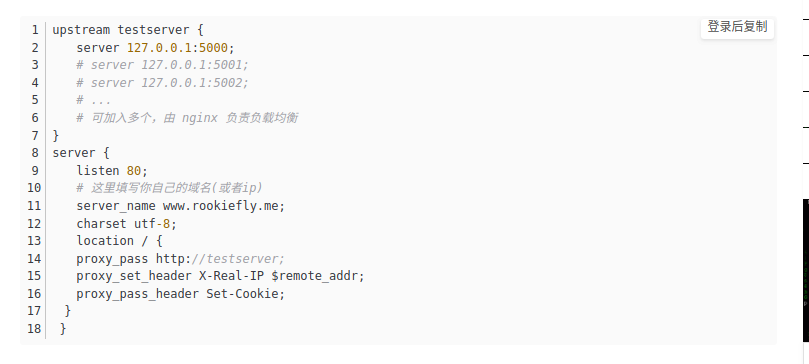 登录后复制
1 upstream testserver {
2 server 127.0.0.1:5000;
3 # server 127.0.0.1:5001;
4 # server 127.0.0.1:5002;
5 # ...
6 # 可加入多个，由 nginx 负责负载均衡
7 }
8 server {
9 listen 80;
10 # 这里填写你自己的域名(或者ip)
11 server_name www.rookiefly.me;
12 charset utf-8;
13 location / {
14 proxy_pass http://testserver;
15 proxy_set_header X-Real-IP $remote_addr;
16 proxy_pass_header Set-Cookie;
17 }
18 }